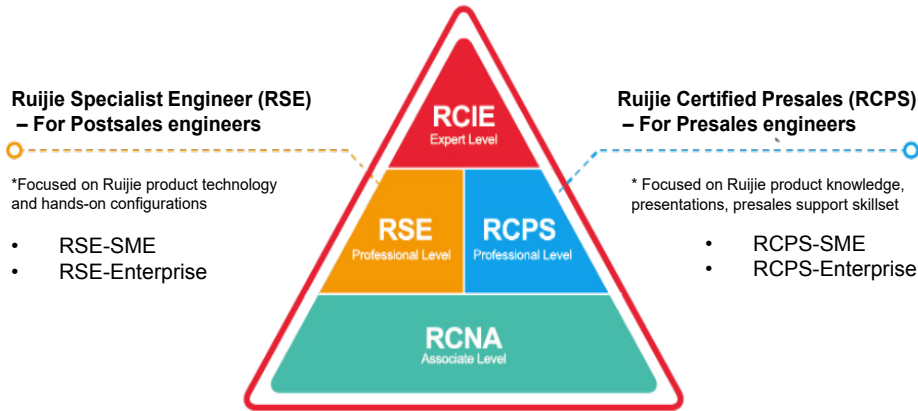 Ruijie Specialist Engineer (RSE)
– For Postsales engineers
*Focused on Ruijie product technology
and hands-on configurations
• RSE-SME
• RSE-Enterprise
RCIE
Expert Level
RSE
Professional Level
RCPS
Professional Level
RCNA
Associate Level
Ruijie Certified Presales (RCPS)
– For Presales engineers
* Focused on Ruijie product knowledge,
presentations, presales support skillset
• RCPS-SME
• RCPS-Enterprise